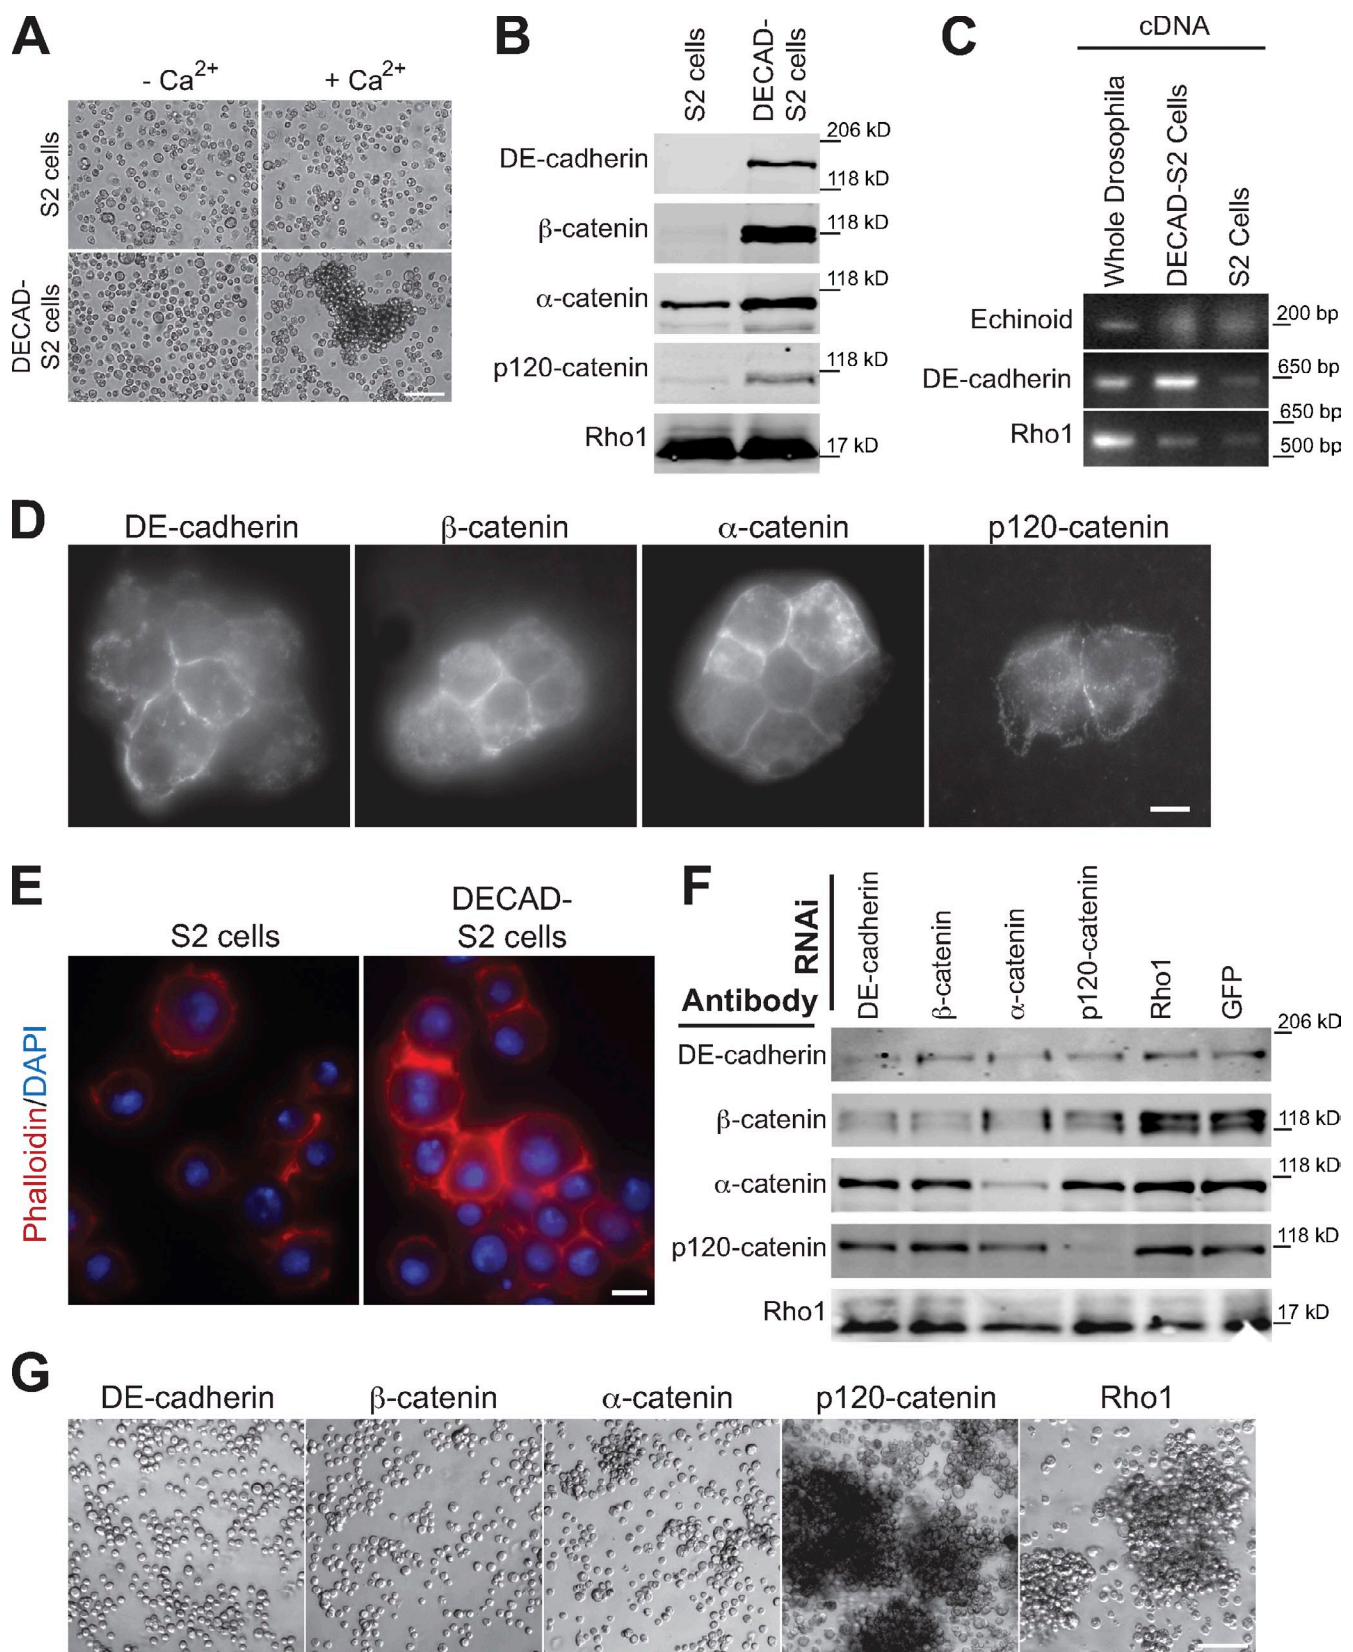 A
- Ca2+
+ Ca2+
S2 cells
DECAD-
S2 cells
B
S2 cells
DECAD-
S2 cells
DE-cadherin
206 kD
118 kD
β-catenin
118 kD
α-catenin
118 kD
p120-catenin
118 kD
Rho1
17 kD
C
cDNA
Whole Drosophila
DECAD-S2 Cells
S2 Cells
Echinoid
200 bp
DE-cadherin
650 bp
650 bp
Rho1
500 bp
D
DE-cadherin
β-catenin
α-catenin
p120-catenin
E
S2 cells
DECAD-
S2 cells
Phalloidin/DAPI
F
RNAi
Antibody
DE-cadherin
β-catenin
α-catenin
p120-catenin
Rho1
GFP
206 kD
DE-cadherin
β-catenin
118 kD
α-catenin
118 kD
p120-catenin
118 kD
Rho1
17 kD
G
DE-cadherin
β-catenin
α-catenin
p120-catenin
Rho1